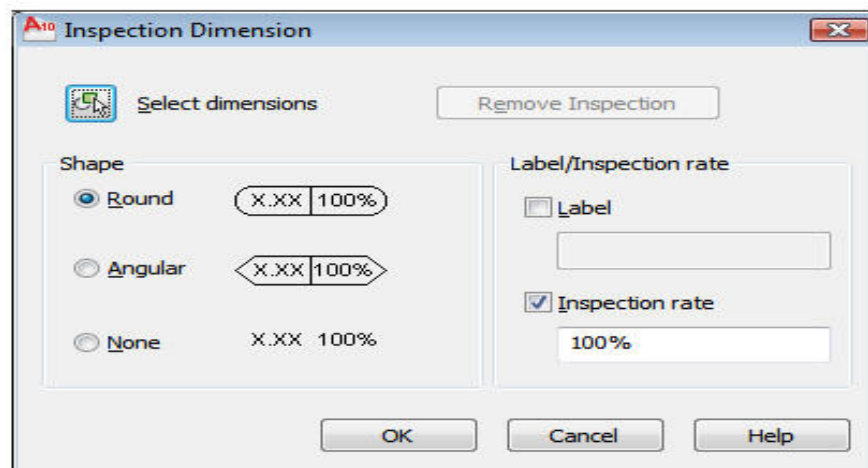 A10 Inspection Dimension
Select dimensions
Remove Inspection
Shape
Round
X.XX 100%
Angular
X.XX 100%
None
X.XX 100%
Label/Inspection rate
Label
Inspection rate
100%
OK
Cancel
Help